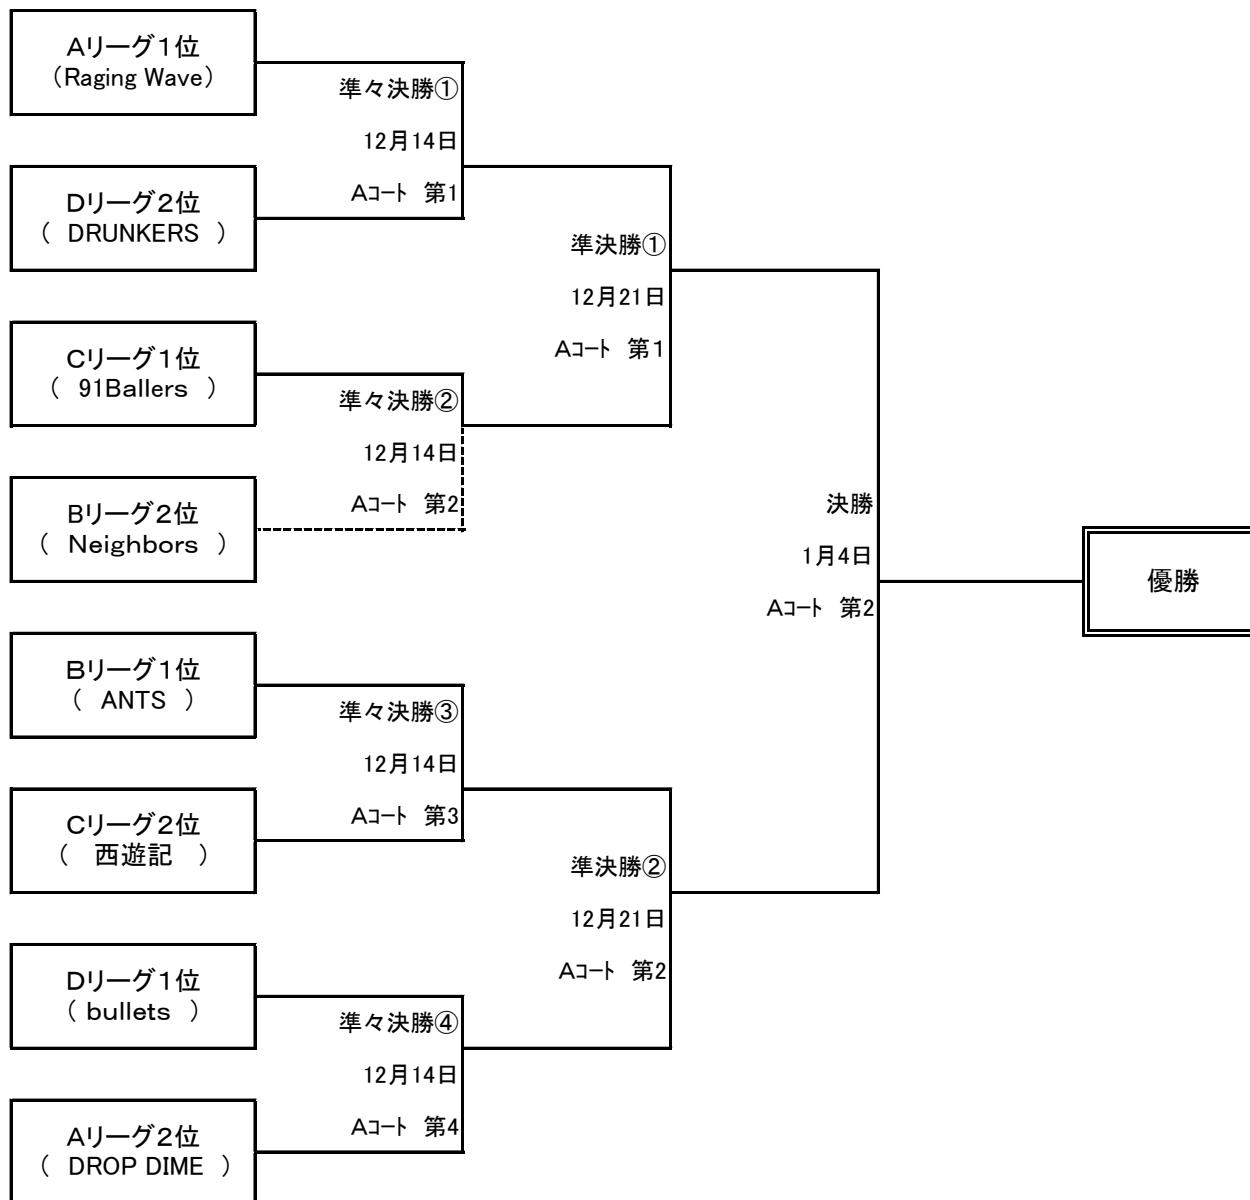 Aリーグ1位
(Raging Wave)
準々決勝①
12月14日
Aコート 第1
Dリーグ2位
( DRUNKERS )
準決勝①
12月21日
Aコート 第1
Cリーグ1位
( 91Ballers )
準々決勝②
12月14日
Aコート 第2
Bリーグ2位
( Neighbors )
決勝
1月4日
Aコート 第2
優勝
Bリーグ1位
( ANTS )
準々決勝③
12月14日
Aコート 第3
Cリーグ2位
( 西遊記 )
準決勝②
12月21日
Aコート 第2
Dリーグ1位
( bullets )
準々決勝④
12月14日
Aコート 第4
Aリーグ2位
( DROP DIME )